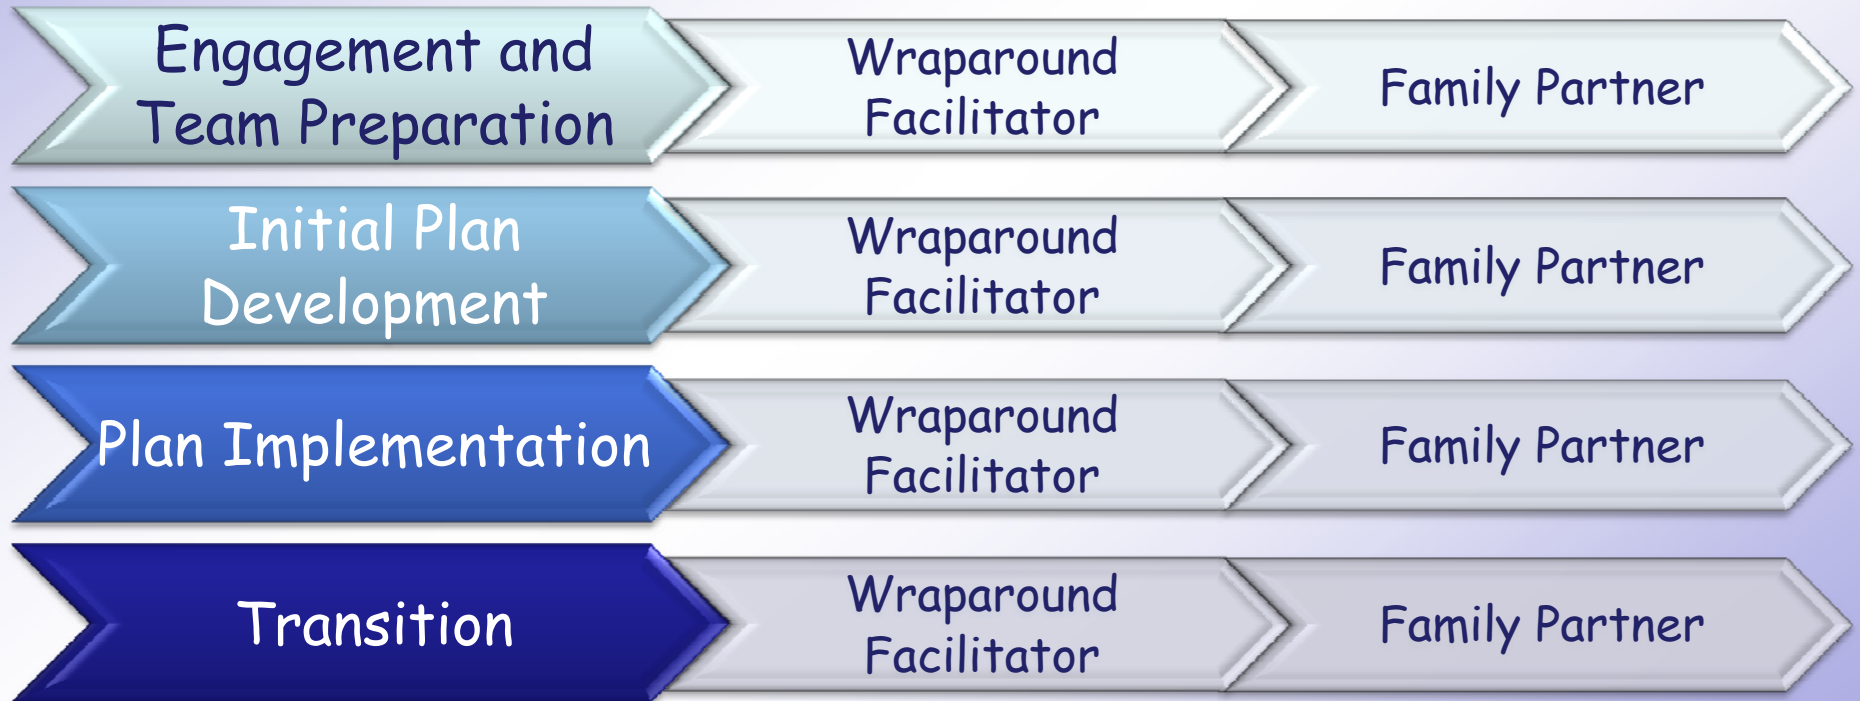 Engagement and
Team Preparation
Wraparound
Facilitator
Family Partner
Initial Plan
Development
Wraparound
Facilitator
Family Partner
Plan Implementation
Wraparound
Facilitator
Family Partner
Transition
Wraparound
Facilitator
Family Partner